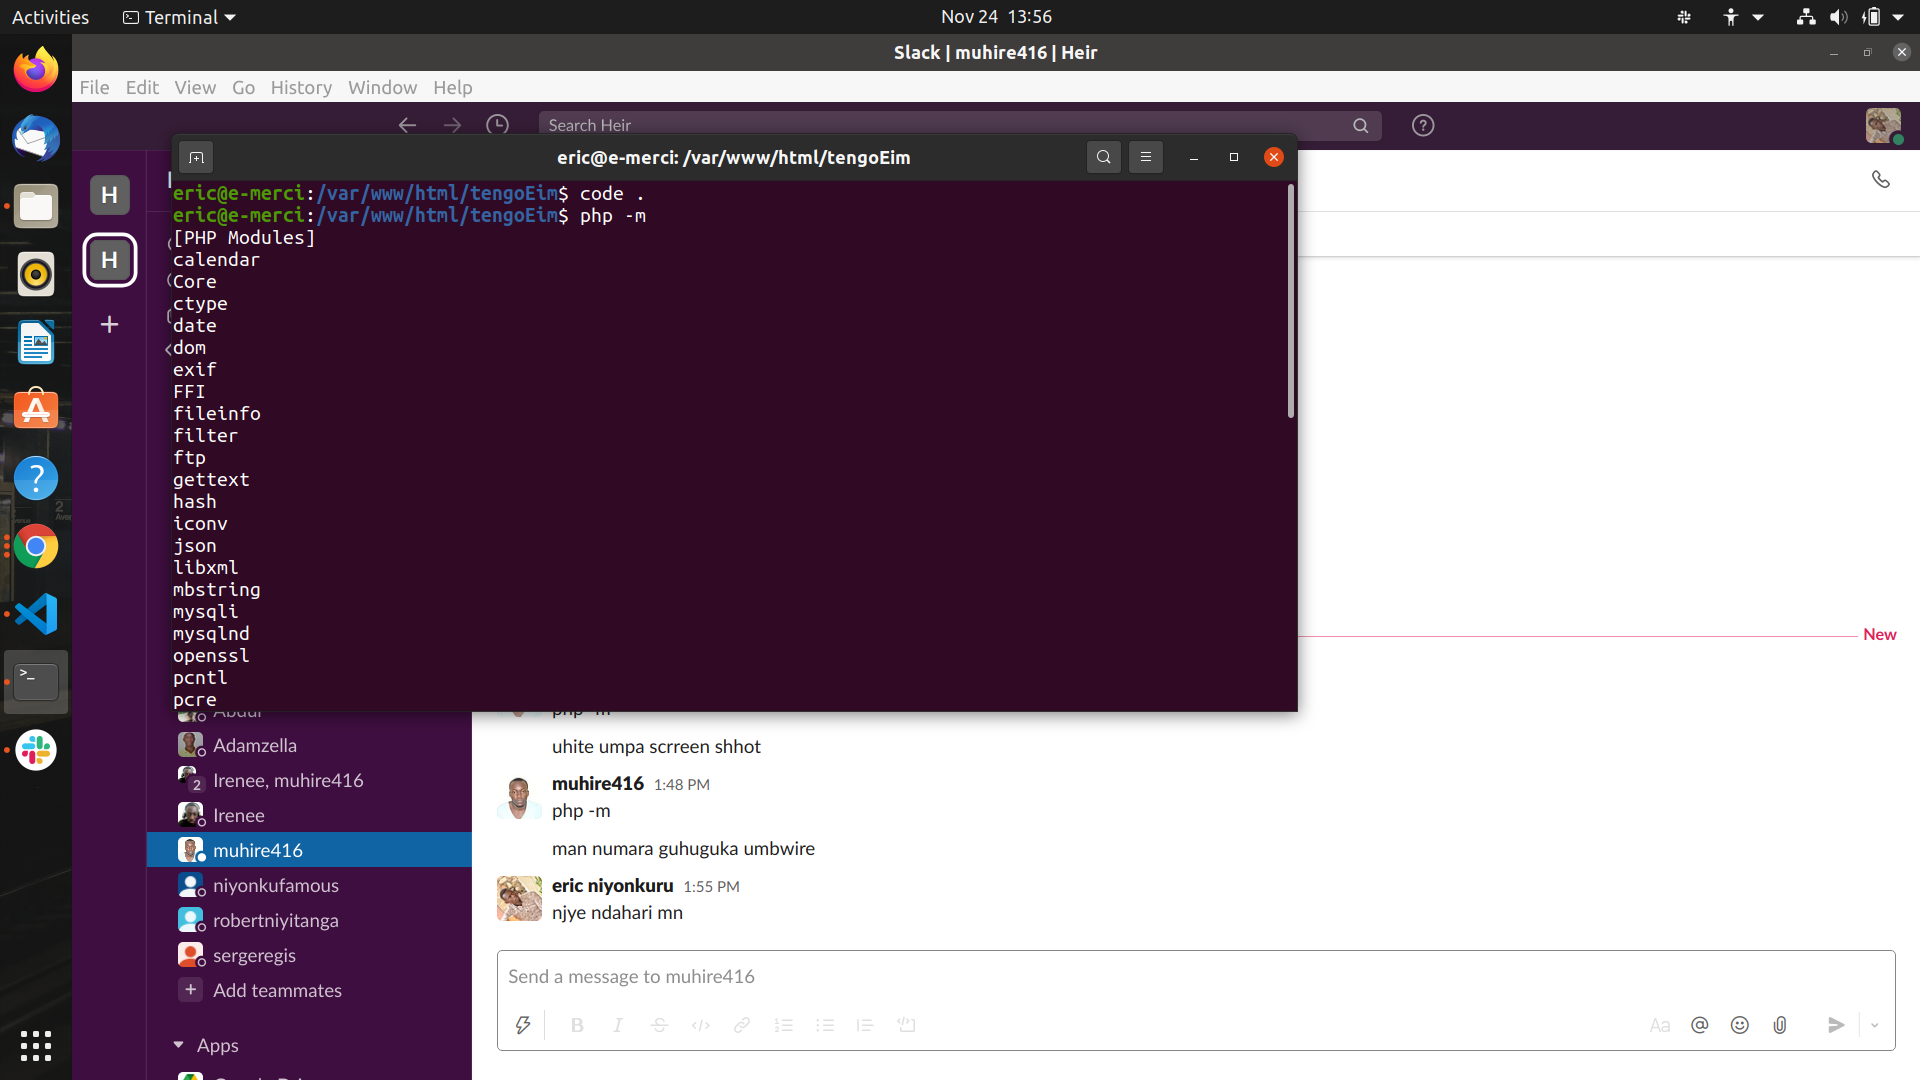 Activities
Terminal
Nov 24 13:56
Slack | muhire416 | Heir
File Edit View Go History Window Help
Search Heir
eric@e-merci: /var/www/html/tengoEim
H
H
eric@e-merci:/var/www/html/tengoEim$ code .
eric@e-merci:/var/www/html/tengoEim$ php -m
[PHP Modules]
calendar
Core
ctype
date
dom
exif
FFI
fileinfo
filter
ftp
gettext
hash
iconv
json
libxml
mbstring
mysqli
mysqlnd
openssl
pcntl
pcre
New
Abdul
Adamzella
2 Irenee, muhire416
Irenee
muhire416
niyonkufamous
robertniyitanga
sergeregis
Add teammates
Apps
php -m
uhite umpa scrreen shhot
muhire416 1:48 PM
php -m
man numara guhuguka umbwire
eric niyonkuru 1:55 PM
njye ndahari mn
Send a message to muhire416
B I S
Aa